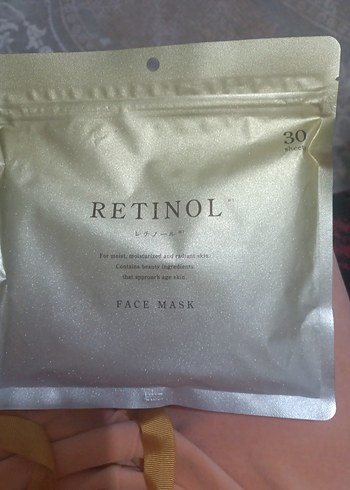 30
sheets
RETINOL
レチノール
For moist, moisturized and radiant skin.
Contains beauty ingredients
that approach age skin.
FACE MASK